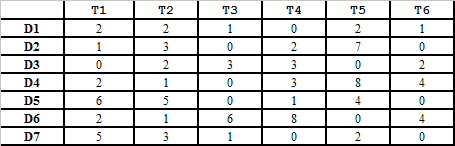 T1 T2 T3 T4 T5 T6
D1 2 2 1 0 2 1
D2 1 3 0 2 7 0
D3 0 2 3 3 0 2
D4 2 1 0 3 8 4
D5 6 5 0 1 4 0
D6 2 1 6 8 0 4
D7 5 3 1 0 2 0